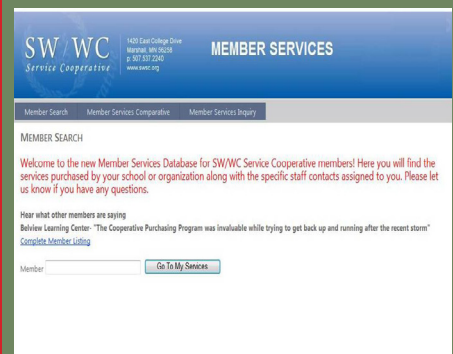 SW/WC
Service Cooperative
1420 East College Drive
Marshall, MN 56258
p: 507.537.2240
www.swsc.org
MEMBER SERVICES
Member Search Member Services Comparative Member Services Inquiry
MEMBER SEARCH
Welcome to the new Member Services Database for SW/WC Service Cooperative members! Here you will find the
services purchased by your school or organization along with the specific staff contacts assigned to you. Please let
us know if you have any questions.
Hear what other members are saying
Belview Learning Center- "The Cooperative Purchasing Program was invaluable while trying to get back up and running after the recent storm"
Complete Member Listing
Member Go To My Services